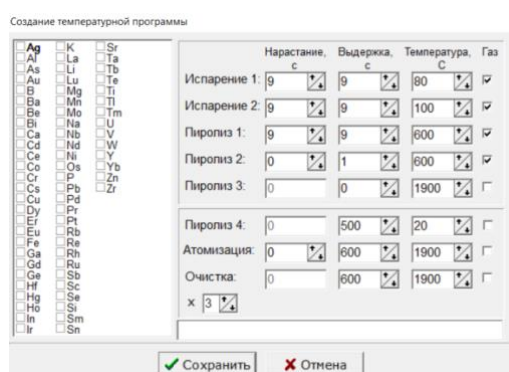 Создание температурной программы
Ag K Sr
Al La Ta
As Li Tb
Au Lu Te
B Mg Ti
Ba Mn Tl
Be Mo Tm
Bi Na U
Ca Nb V
Cd Nd W
Ce Ni Y
Co Os Yb
Cr P Zn
Cs Pb Zr
Cu Pd
Dy Pr
Er Pt
Eu Rb
Fe Re
Ga Rh
Gd Ru
Ge Sb
Hf Sc
Hg Se
Ho Si
In Sm
Ir Sn
Нарастание, с Выдержка, с Температура, С Газ
Испарение 1: 9 9 80
Испарение 2: 9 9 100
Пиролиз 1: 9 9 600
Пиролиз 2: 0 1 600
Пиролиз 3: 0 0 1900
Пиролиз 4: 0 500 20
Атомизация: 0 600 1900
Очистка: 0 600 1900
x 3
Сохранить Отмена